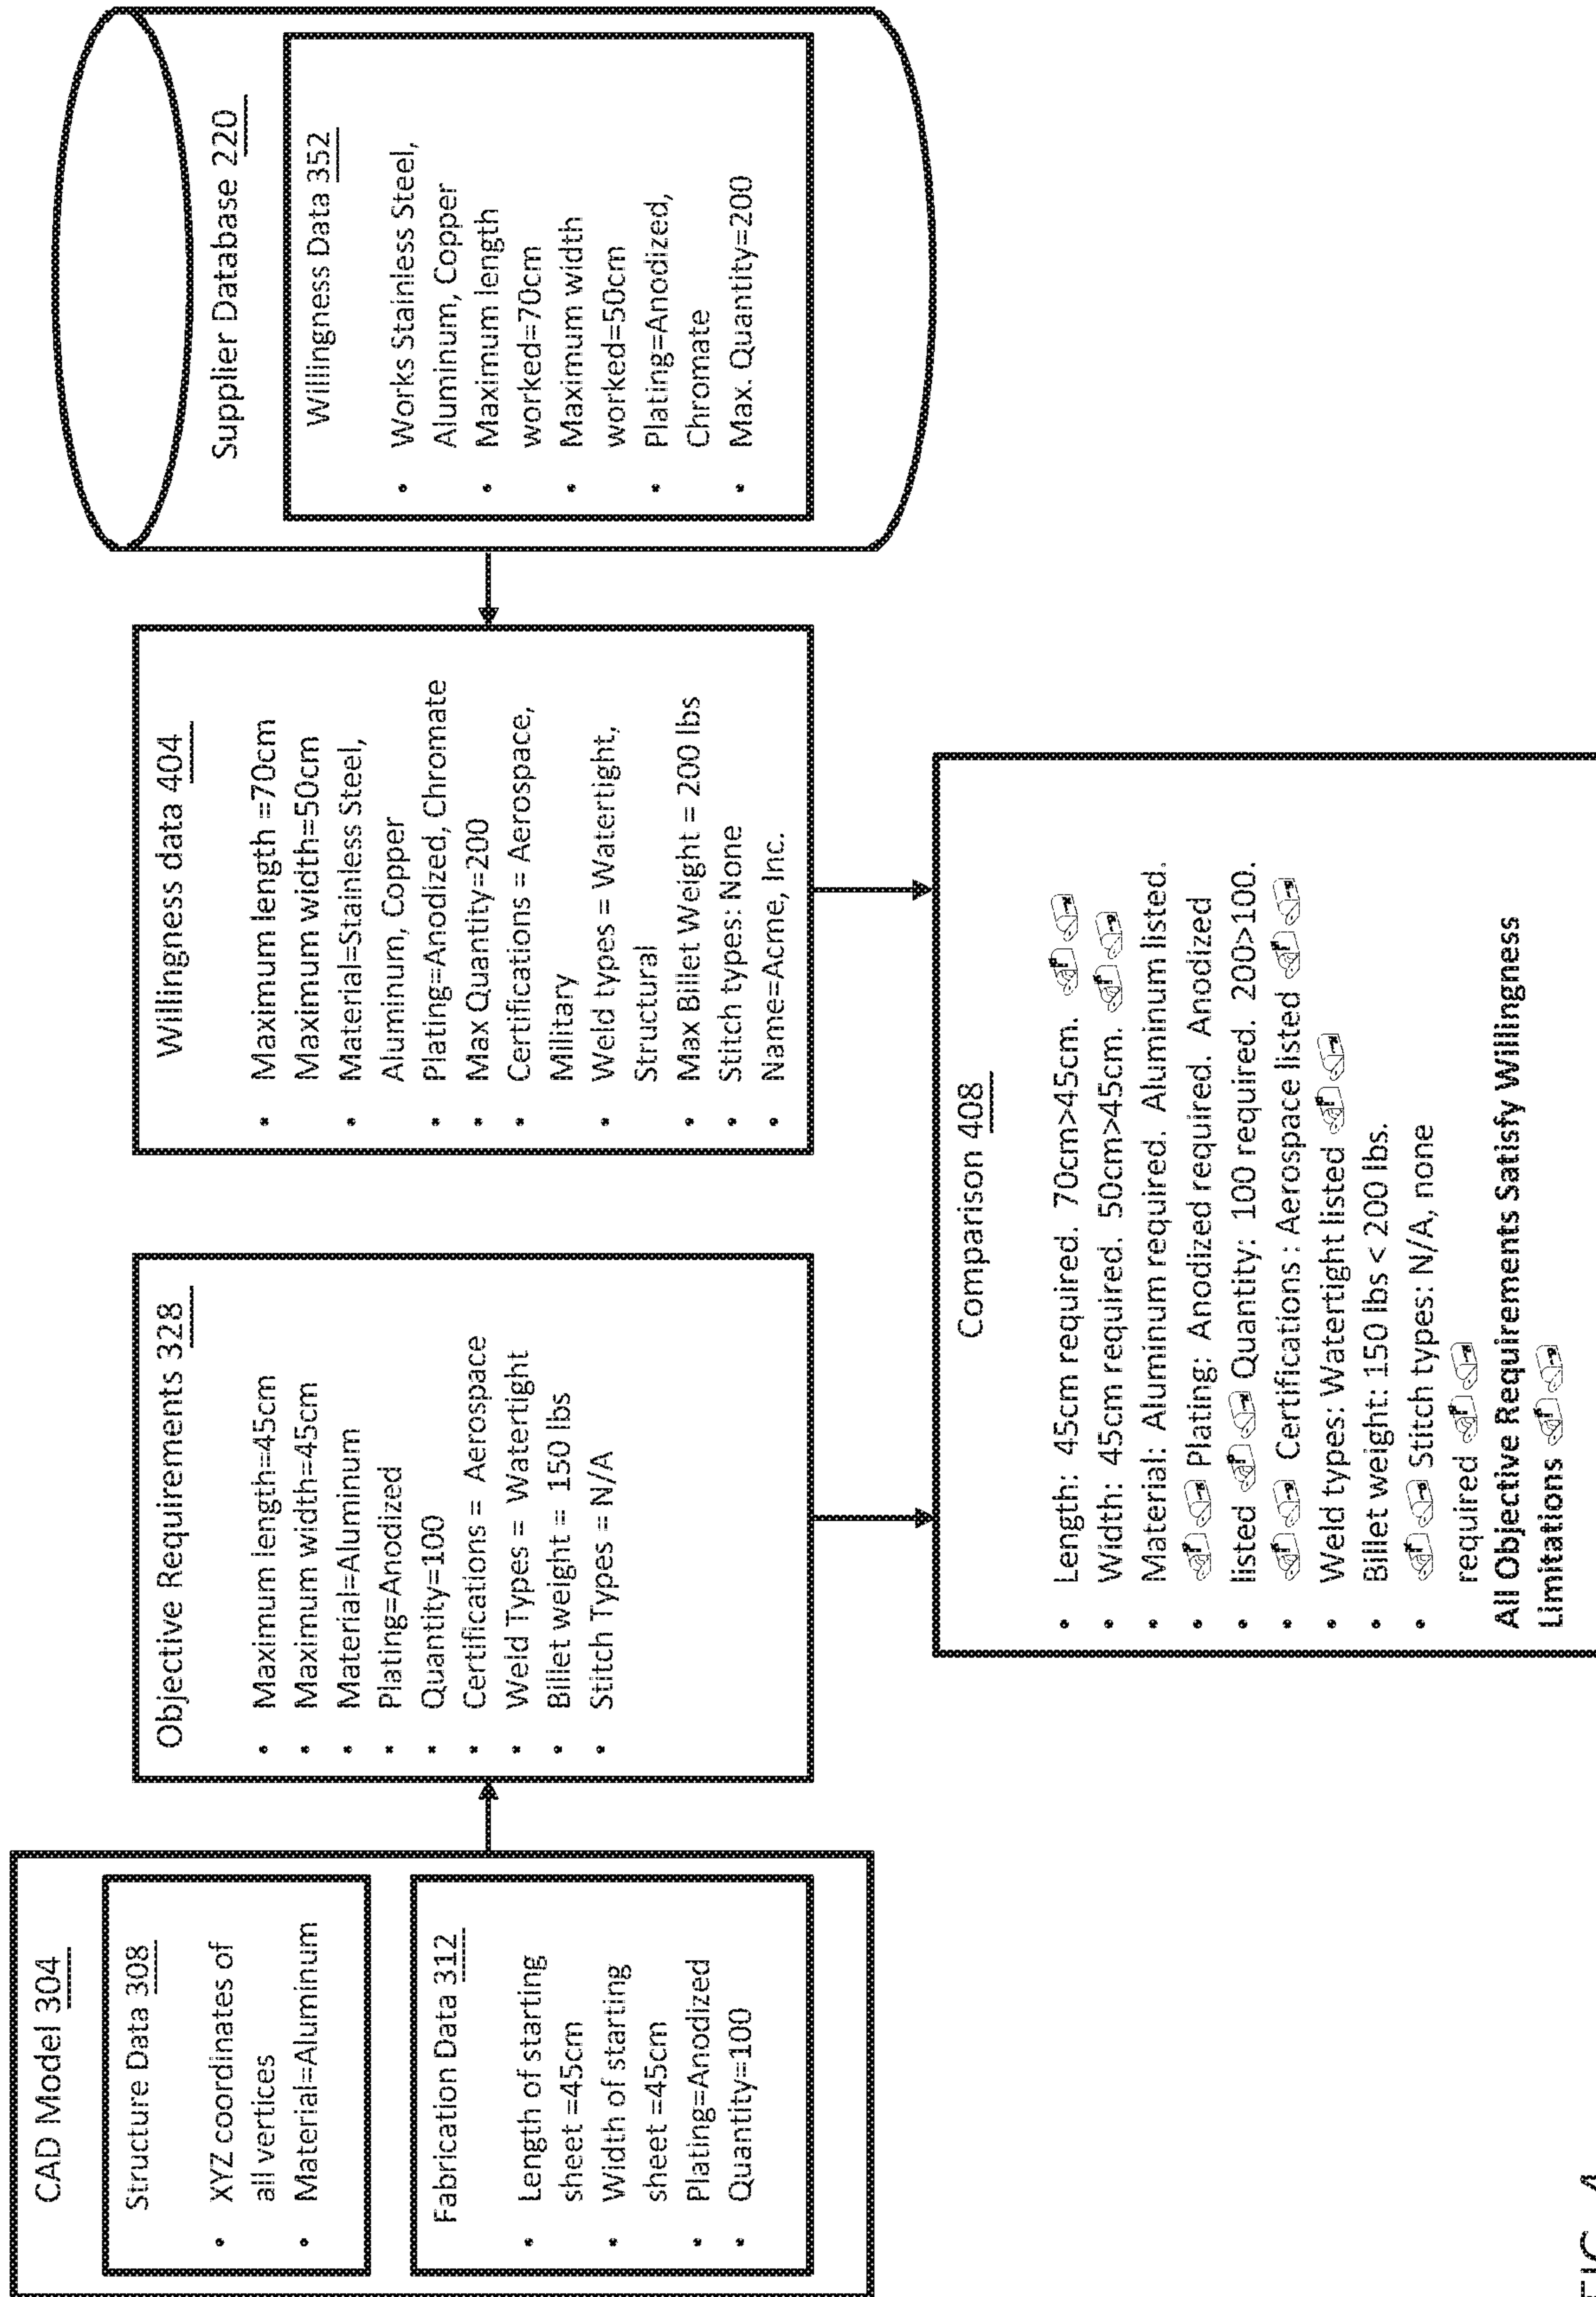 CAD Model 304
Structure Data 308
• XYZ coordinates of
all vertices
• Material=Aluminum
Fabrication Data 312
• Length of starting
sheet =45cm
• Width of starting
sheet =45cm
• Plating=Anodized
• Quantity=100
Objective Requirements 328
• Maximum length=45cm
• Maximum width=45cm
• Material=Aluminum
• Plating=Anodized
• Quantity=100
• Certifications = Aerospace
• Weld Types = Watertight
• Billet weight = 150 lbs
• Stitch Types = N/A
Willingness data 404
• Maximum length =70cm
Maximum width=50cm
• Material=Stainless Steel,
Aluminum, Copper
• Plating=Anodized, Chromate
• Max Quantity=200
• Certifications = Aerospace,
Military
• Weld types = Watertight,
Structural
• Max Billet Weight = 200 lbs
• Stitch types: None
• Name=Acme, Inc.
Supplier Database 220
Willingness Data 352
• Works Stainless Steel,
Aluminum, Copper
• Maximum length
worked=70cm
• Maximum width
worked=50cm
• Plating=Anodized,
Chromate
• Max. Quantity=200
Comparison 408
• Length: 45cm required. 70cm>45cm.
• Width: 45cm required. 50cm>45cm.
• Material: Aluminum required. Aluminum listed.
• Plating: Anodized required. Anodized
listed Quantity: 100 required. 200>100.
• Certifications : Aerospace listed
• Weld types: Watertight listed
• Billet weight: 150 lbs < 200 lbs.
• Stitch types: N/A, none
required
All Objective Requirements Satisfy Willingness
Limitations
FIG. 4